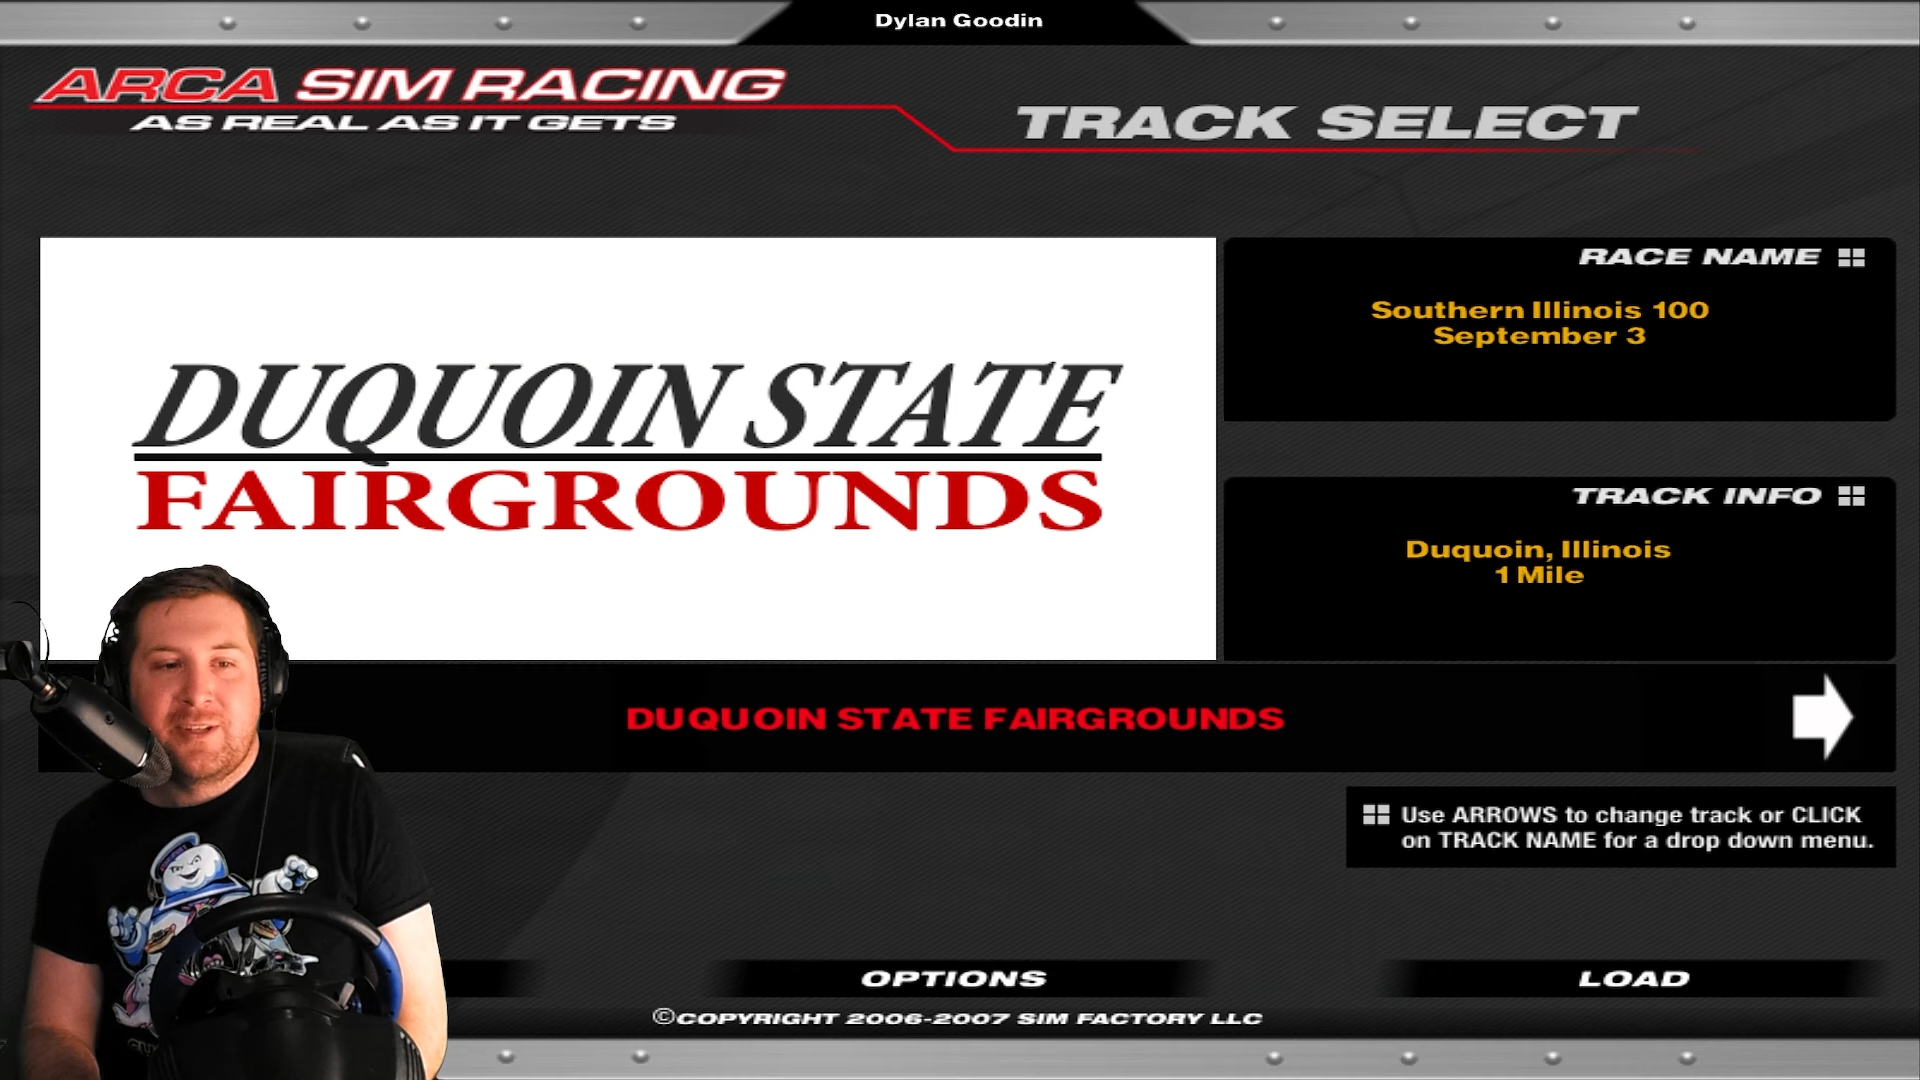 Dylan Goodin
ARCA SIM RACING
AS REAL AS IT GETS
TRACK SELECT
DUQUOIN STATE
FAIRGROUNDS
RACE NAME
Southern Illinois 100
September 3
TRACK INFO
Duquoin, Illinois
1 Mile
DUQUOIN STATE FAIRGROUNDS
Use ARROWS to change track or CLICK
on TRACK NAME for a drop down menu.
OPTIONS
LOAD
©COPYRIGHT 2006-2007 SIM FACTORY LLC